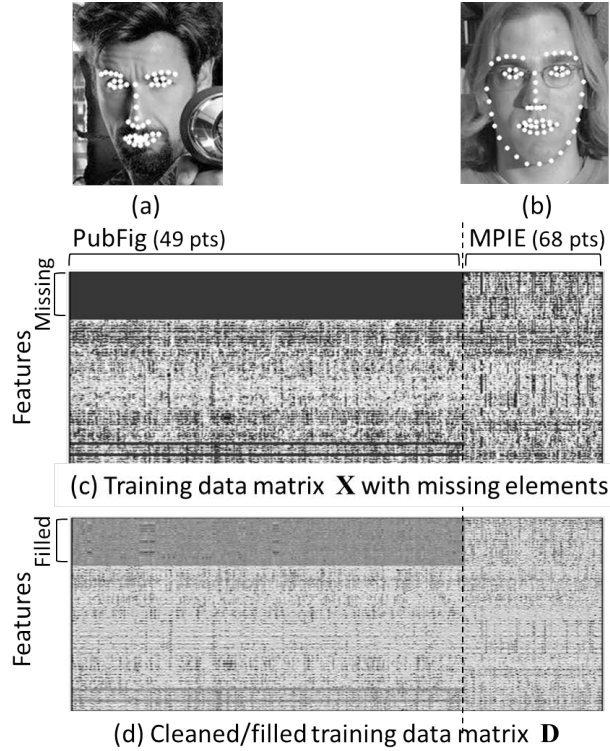 (a)
(b)
PubFig (49 pts)
MPIE (68 pts)
Missing
Features
(c) Training data matrix X with missing elements
Filled
Features
(d) Cleaned/filled training data matrix D